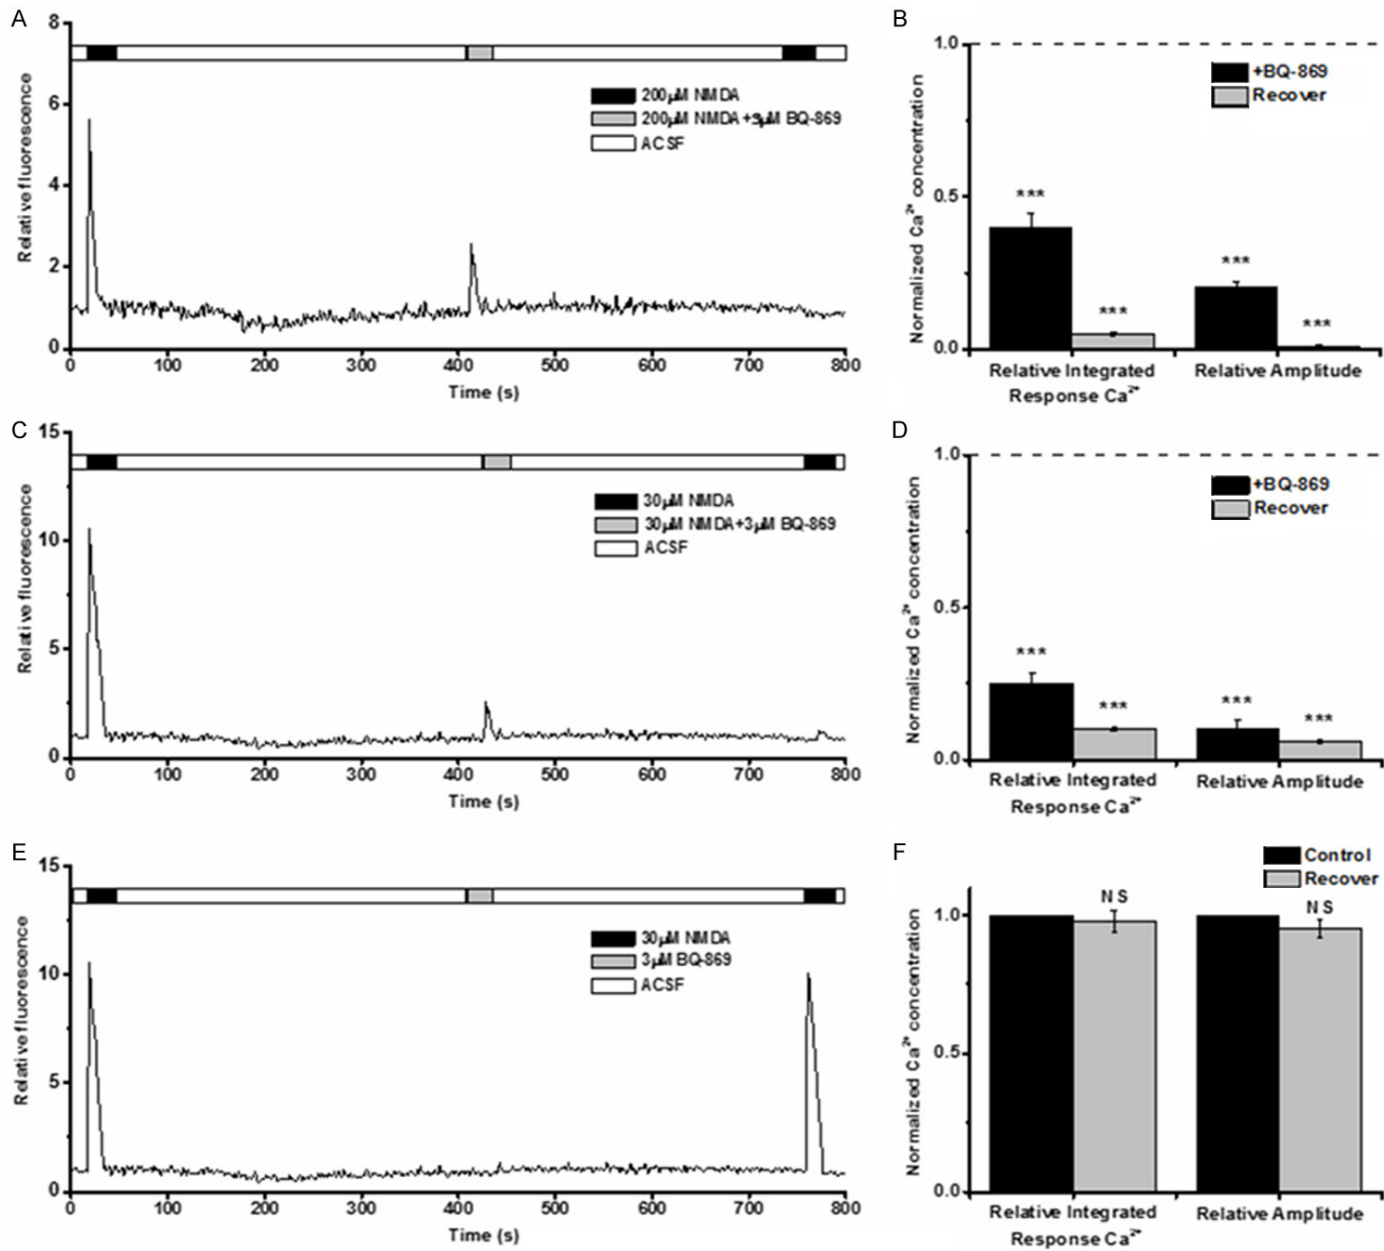 A
8
6
4
2
0
Relative fluorescence
200µM NMDA
200µM NMDA+3µM BQ-869
ACSF
0 100 200 300 400 500 600 700 800
Time (s)
B
1.0
0.5
0.0
Normalized Ca²⁺ concentration
+BQ-869
Recover
***
***
***
***
Relative Integrated
Response Ca²⁺
Relative Amplitude
C
15
10
5
0
Relative fluorescence
30µM NMDA
30µM NMDA+3µM BQ-869
ACSF
0 100 200 300 400 500 600 700 800
Time (s)
D
1.0
0.5
0.0
Normalized Ca²⁺ concentration
+BQ-869
Recover
***
***
***
***
Relative Integrated
Response Ca²⁺
Relative Amplitude
E
15
10
5
0
Relative fluorescence
30µM NMDA
3µM BQ-869
ACSF
0 100 200 300 400 500 600 700 800
Time (s)
F
Control
Recover
1.0
0.5
0.0
Normalized Ca²⁺ concentration
NS
NS
Relative Integrated
Response Ca²⁺
Relative Amplitude